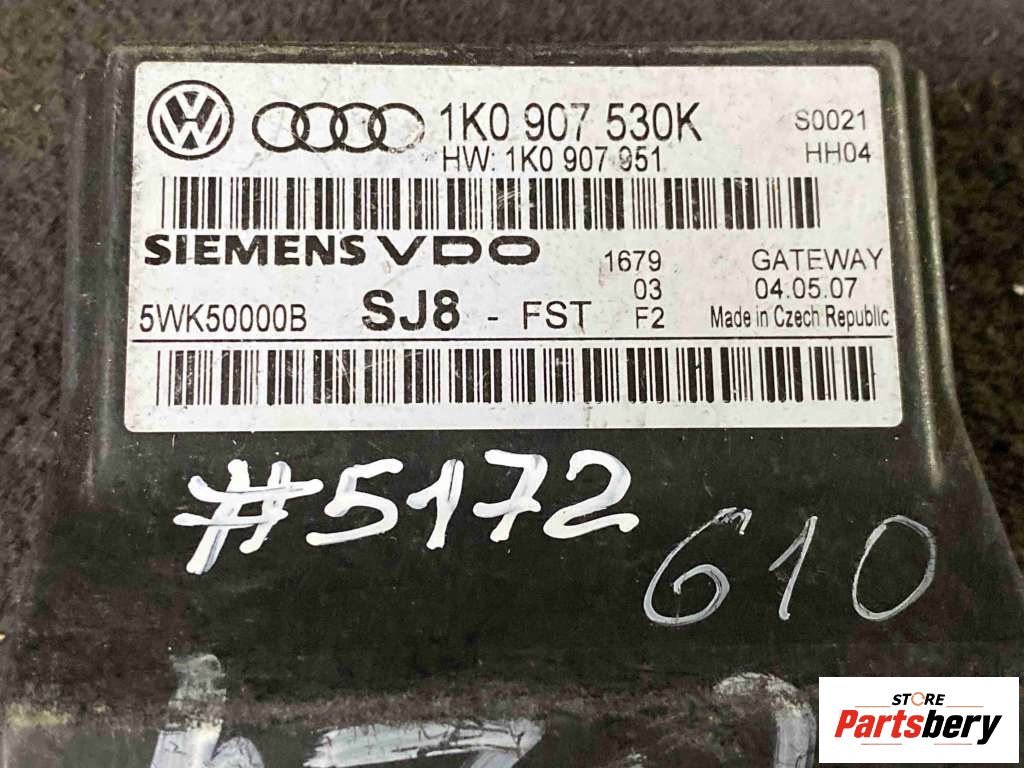 1K0 907 530K S0021
HW: 1K0 907 951 HH04
SIEMENS VDO 1679 GATEWAY
03 04.05.07
5WK50000B SJ8 - FST F2 Made in Czech Republic
#5172
610
STORE
Partsbery